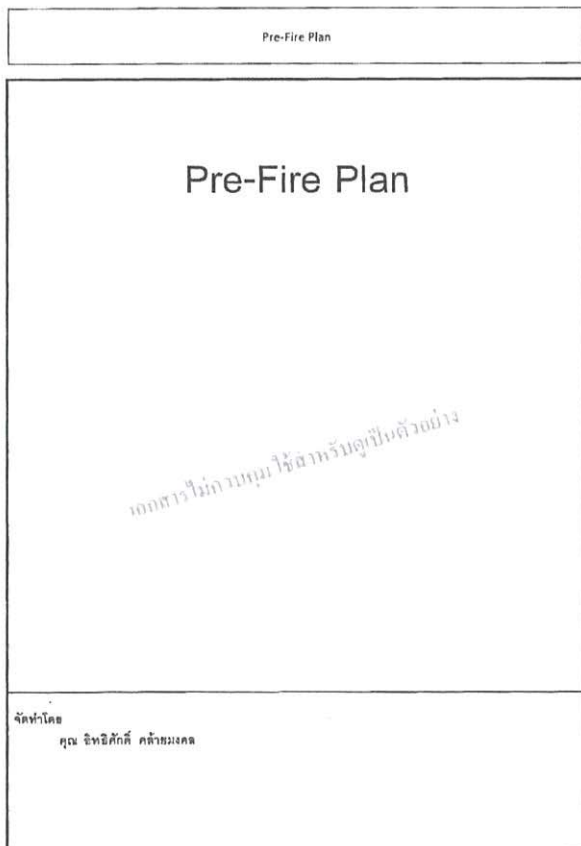 Pre-Fire Plan
Pre-Fire Plan
เอกสารไม่ควบคุม ใช้สำหรับดูเป็นตัวอย่าง
จัดทำโดย
คุณ อิทธิศักดิ์ คล้ายมงคล